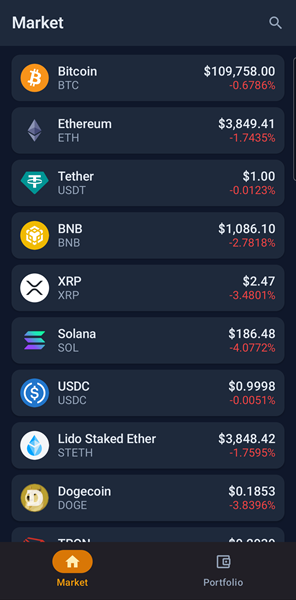 Market
Bitcoin $109,758.00
BTC -0.6786%
Ethereum $3,849.41
ETH -1.7435%
Tether $1.00
USDT -0.0123%
BNB $1,086.10
BNB -2.7818%
XRP $2.47
XRP -3.4801%
Solana $186.48
SOL -4.0772%
USDC $0.9998
USDC -0.0051%
Lido Staked Ether $3,848.42
STETH -1.7595%
Dogecoin $0.1853
DOGE -3.8396%
Market Portfolio